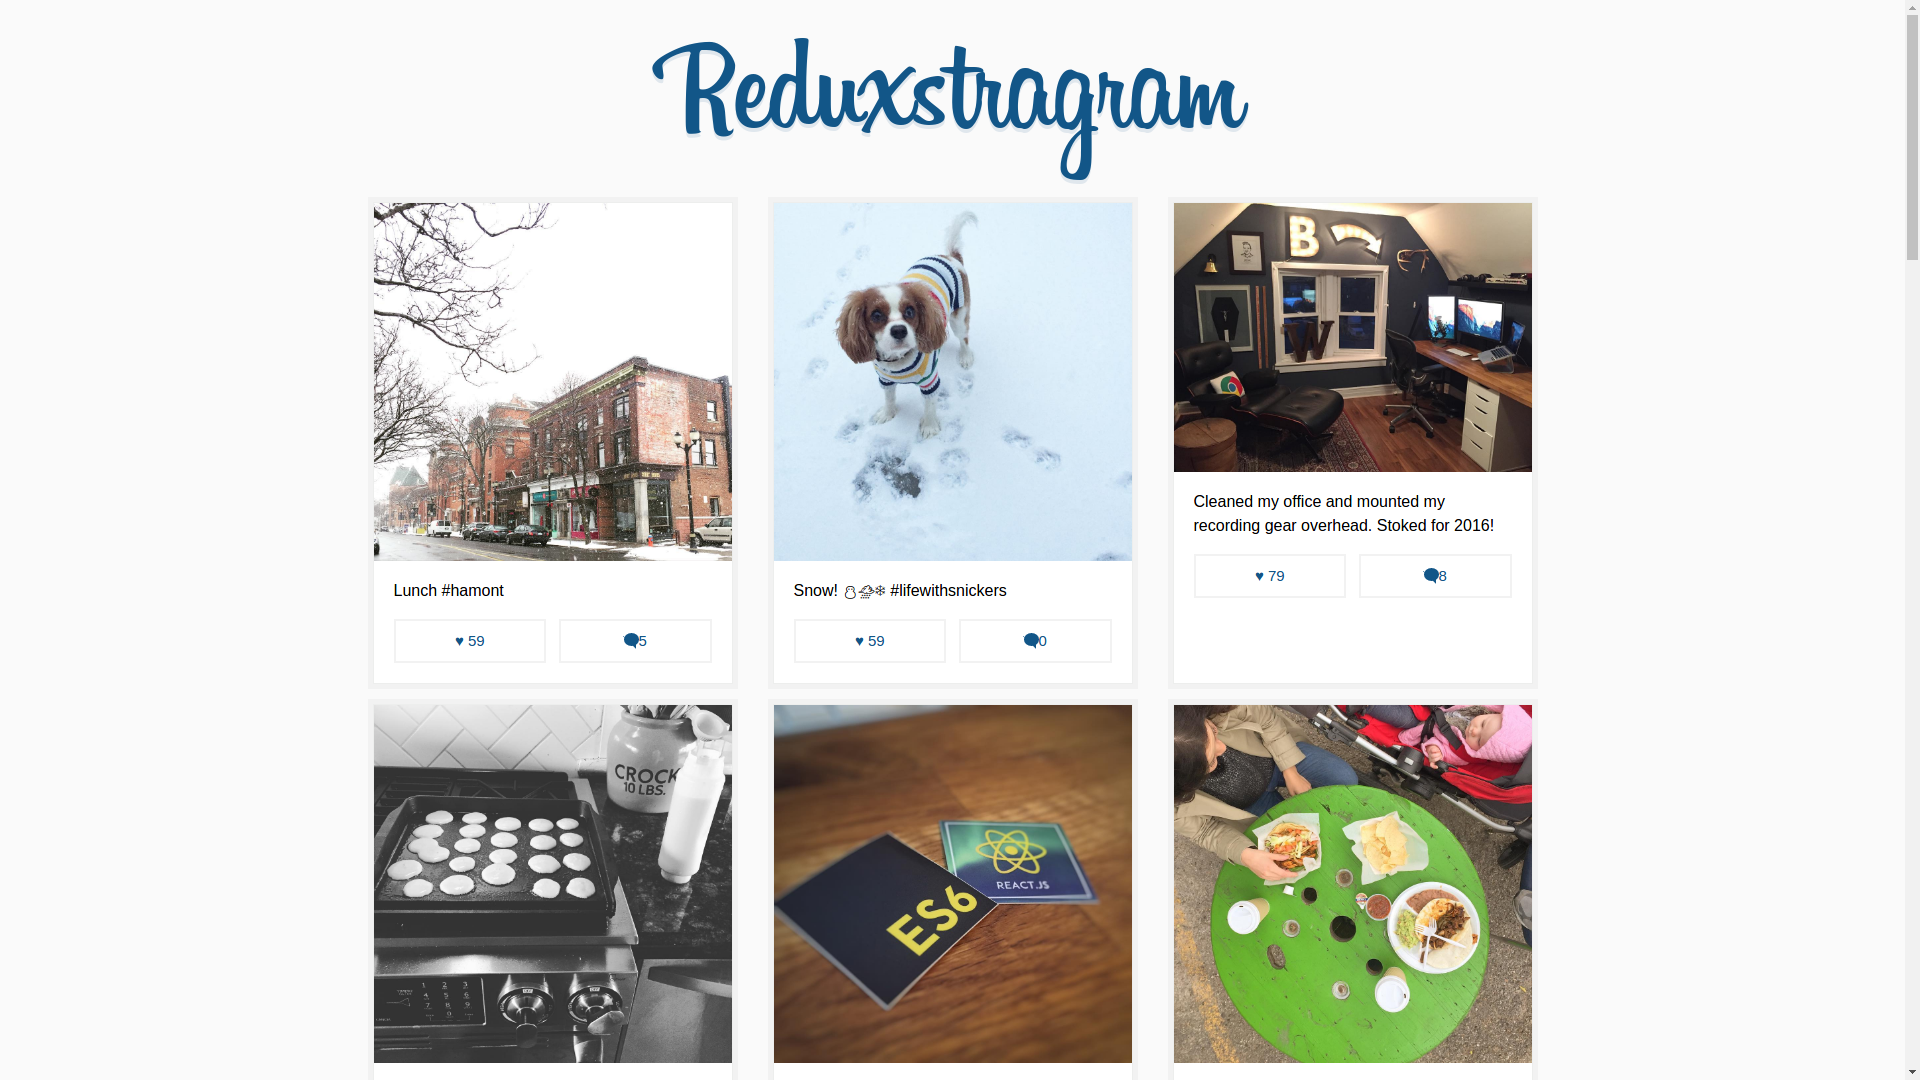 Reduxstragram
B
W
Lunch #hamont
♥ 59
5
Snow! ⛄️🌨❄ #lifewithsnickers
♥ 59
0
Cleaned my office and mounted my
recording gear overhead. Stoked for 2016!
♥ 79
8
CROCK
10 LBS.
ES6
REACT.JS